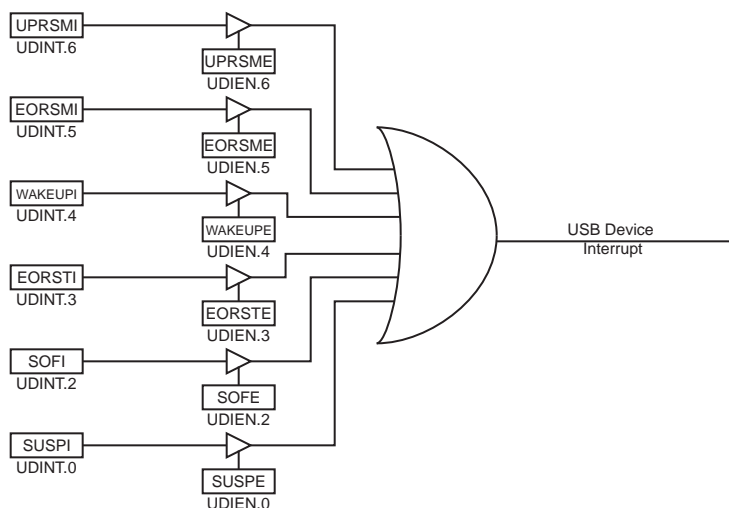 UPRSMI
UDINT.6
UPRSME
UDIEN.6
EORSMI
UDINT.5
EORSME
UDIEN.5
WAKEUPI
UDINT.4
WAKEUPE
UDIEN.4
USB Device
Interrupt
EORSTI
UDINT.3
EORSTE
UDIEN.3
SOFI
UDINT.2
SOFE
UDIEN.2
SUSPI
UDINT.0
SUSPE
UDIEN.0